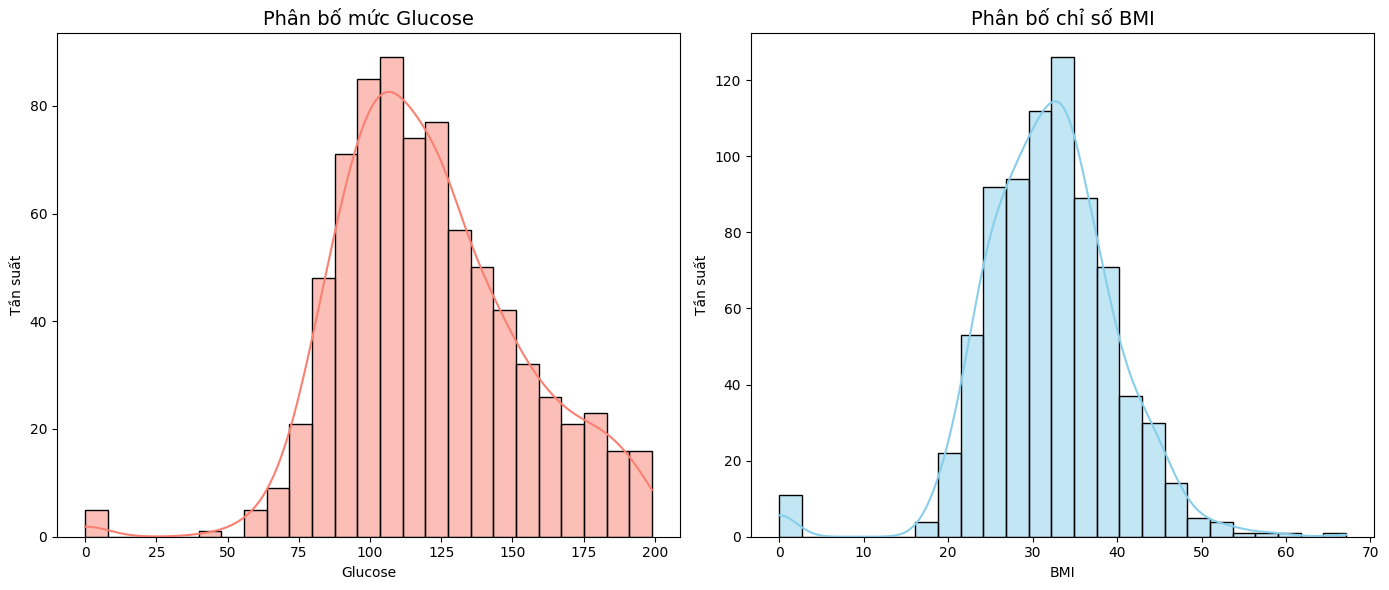 Phân bố mức Glucose
80
60
40
20
0
Tần suất
0 25 50 75 100 125 150 175 200
Glucose
Phân bố chỉ số BMI
120
100
80
60
40
20
0
Tần suất
0 10 20 30 40 50 60 70
BMI